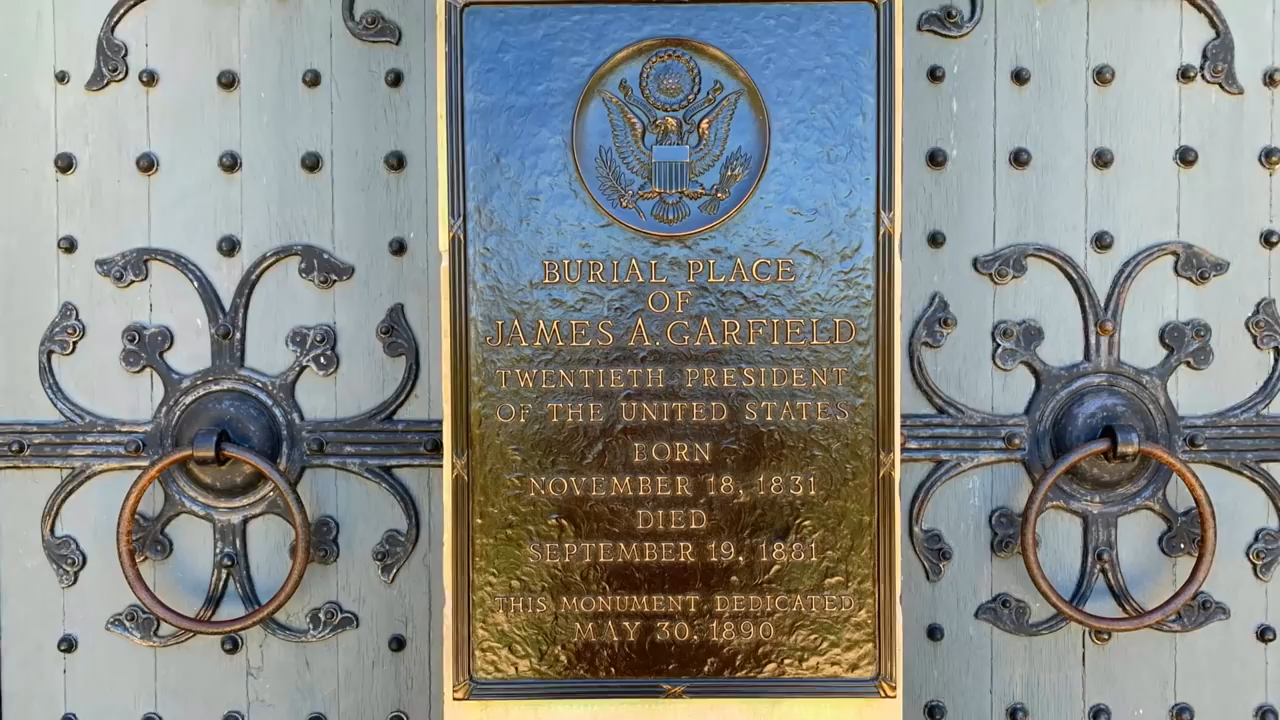 BURIAL PLACE
OF
JAMES A. GARFIELD
TWENTIETH PRESIDENT
OF THE UNITED STATES
BORN
NOVEMBER 18, 1831
DIED
SEPTEMBER 19, 1881
THIS MONUMENT DEDICATED
MAY 30, 1890